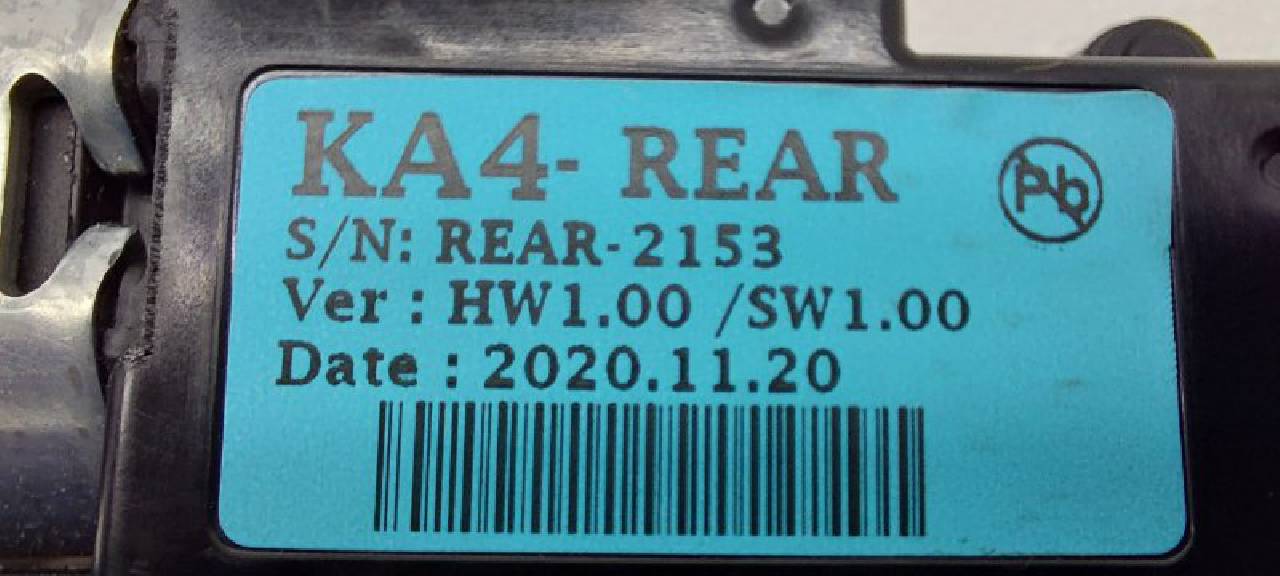 KA4- REAR
Pb
S/N: REAR-2153
Ver : HW1.00 /SW1.00
Date : 2020.11.20